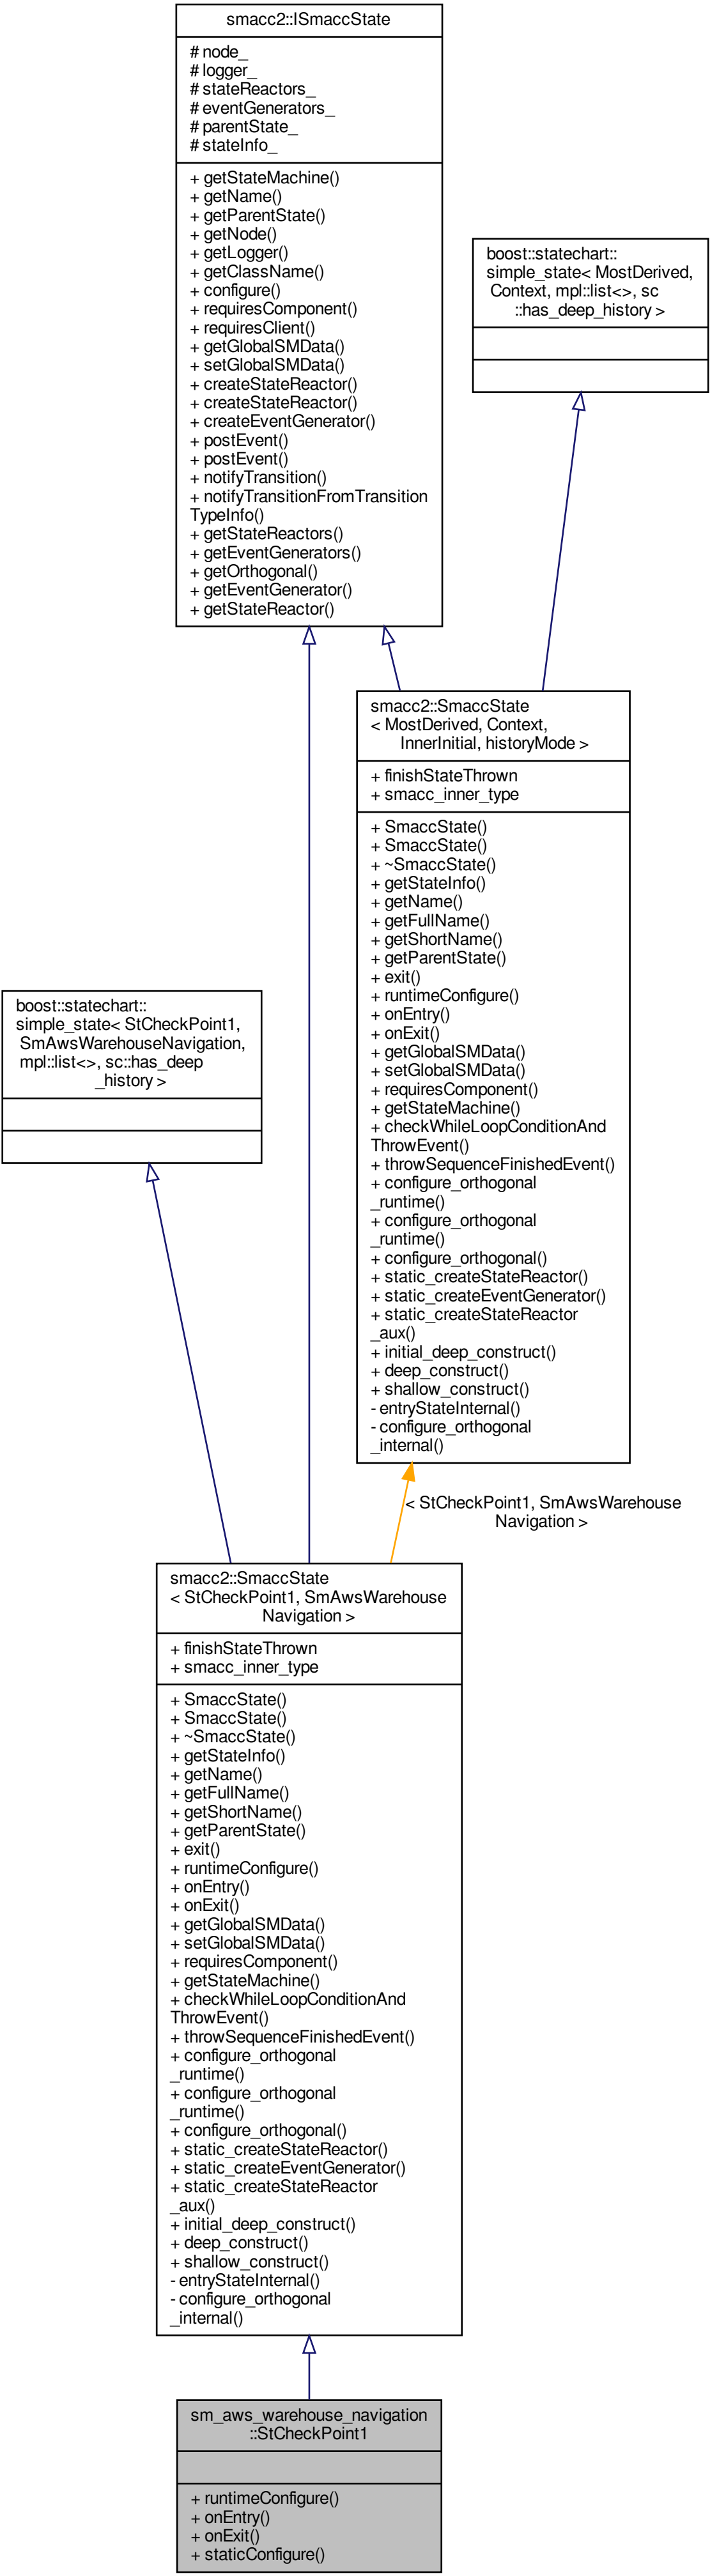 smacc2::ISmaccState
# node_
# logger_
# stateReactors_
# eventGenerators_
# parentState_
# stateInfo_
+ getStateMachine()
+ getName()
+ getParentState()
+ getNode()
+ getLogger()
+ getClassName()
+ configure()
+ requiresComponent()
+ requiresClient()
+ getGlobalSMData()
+ setGlobalSMData()
+ createStateReactor()
+ createStateReactor()
+ createEventGenerator()
+ postEvent()
+ postEvent()
+ notifyTransition()
+ notifyTransitionFromTransition
TypeInfo()
+ getStateReactors()
+ getEventGenerators()
+ getOrthogonal()
+ getEventGenerator()
+ getStateReactor()
boost::statechart::
simple_state< MostDerived,
Context, mpl::list<>, sc
::has_deep_history >
smacc2::SmaccState
< MostDerived, Context,
InnerInitial, historyMode >
+ finishStateThrown
+ smacc_inner_type
+ SmaccState()
+ SmaccState()
+ ~SmaccState()
+ getStateInfo()
+ getName()
+ getFullName()
+ getShortName()
+ getParentState()
+ exit()
+ runtimeConfigure()
+ onEntry()
+ onExit()
+ getGlobalSMData()
+ setGlobalSMData()
+ requiresComponent()
+ getStateMachine()
+ checkWhileLoopConditionAnd
ThrowEvent()
+ throwSequenceFinishedEvent()
+ configure_orthogonal
_runtime()
+ configure_orthogonal
_runtime()
+ configure_orthogonal()
+ static_createStateReactor()
+ static_createEventGenerator()
+ static_createStateReactor
_aux()
+ initial_deep_construct()
+ deep_construct()
+ shallow_construct()
- entryStateInternal()
- configure_orthogonal
_internal()
boost::statechart::
simple_state< StCheckPoint1,
SmAwsWarehouseNavigation,
mpl::list<>, sc::has_deep
_history >
< StCheckPoint1, SmAwsWarehouse
Navigation >
smacc2::SmaccState
< StCheckPoint1, SmAwsWarehouse
Navigation >
+ finishStateThrown
+ smacc_inner_type
+ SmaccState()
+ SmaccState()
+ ~SmaccState()
+ getStateInfo()
+ getName()
+ getFullName()
+ getShortName()
+ getParentState()
+ exit()
+ runtimeConfigure()
+ onEntry()
+ onExit()
+ getGlobalSMData()
+ setGlobalSMData()
+ requiresComponent()
+ getStateMachine()
+ checkWhileLoopConditionAnd
ThrowEvent()
+ throwSequenceFinishedEvent()
+ configure_orthogonal
_runtime()
+ configure_orthogonal
_runtime()
+ configure_orthogonal()
+ static_createStateReactor()
+ static_createEventGenerator()
+ static_createStateReactor
_aux()
+ initial_deep_construct()
+ deep_construct()
+ shallow_construct()
- entryStateInternal()
- configure_orthogonal
_internal()
sm_aws_warehouse_navigation
::StCheckPoint1
+ runtimeConfigure()
+ onEntry()
+ onExit()
+ staticConfigure()